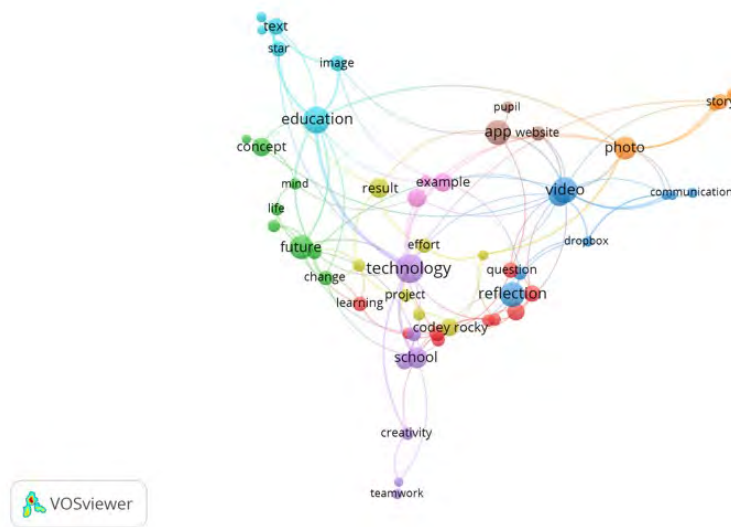 text
star
image
education
pupil
app
website
story
photo
concept
mind
result
example
video
communication
life
future
effort
dropbox
technology
change
question
project
reflection
learning
codey rocky
school
creativity
teamwork
VOSviewer